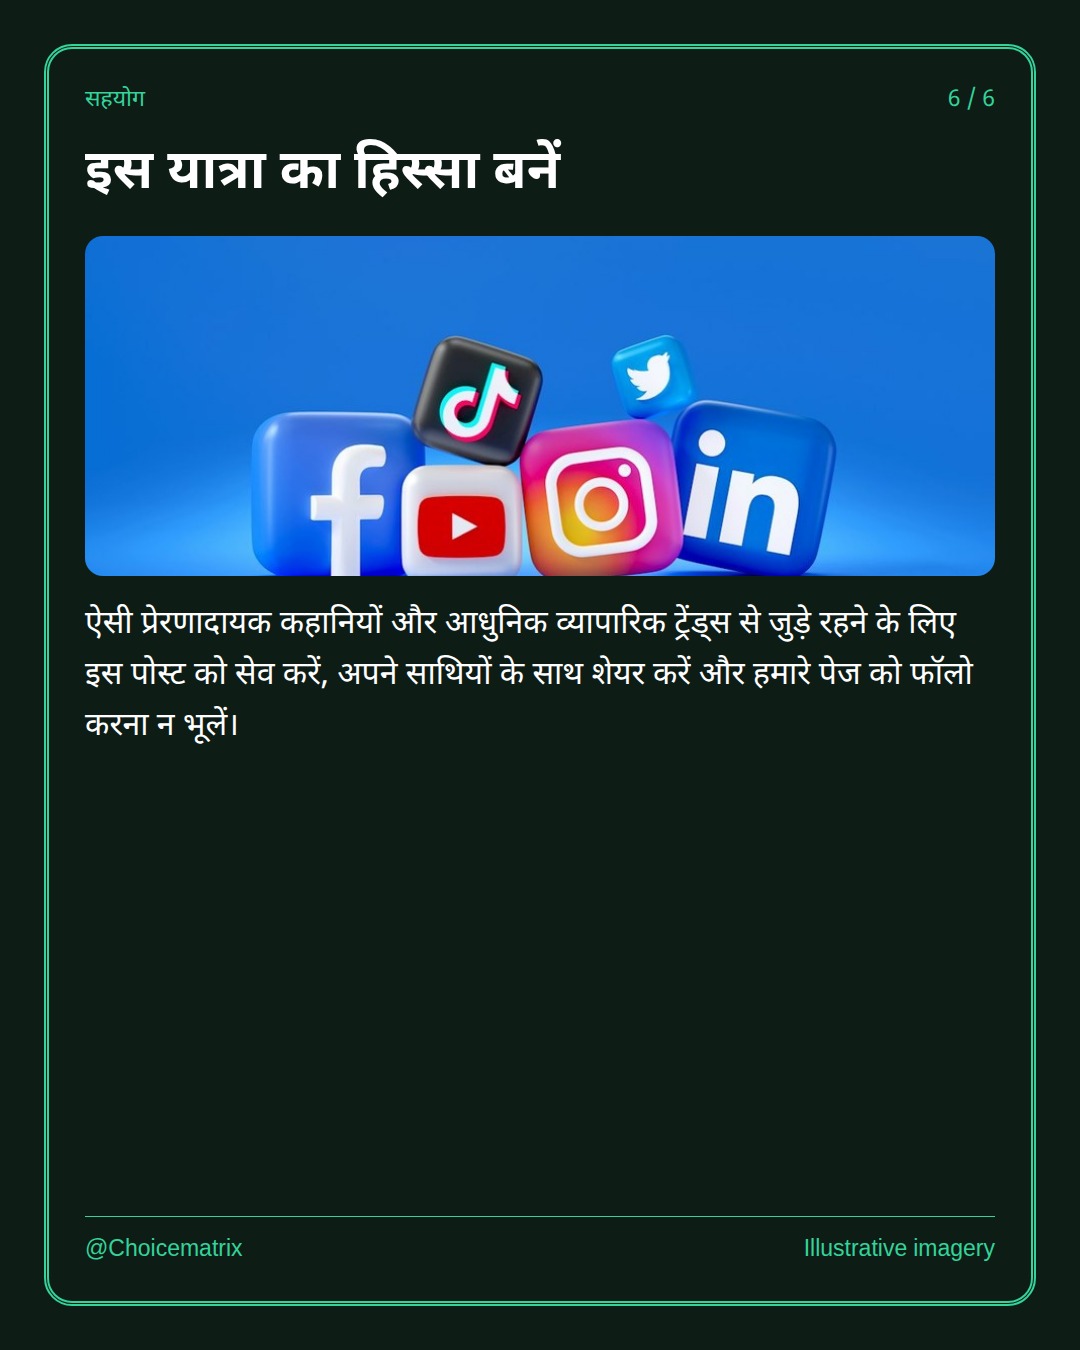 सहयोग
6 / 6
इस यात्रा का हिस्सा बनें
in
ऐसी प्रेरणादायक कहानियों और आधुनिक व्यापारिक ट्रेंड्स से जुड़े रहने के लिए
इस पोस्ट को सेव करें, अपने साथियों के साथ शेयर करें और हमारे पेज को फॉलो
करना न भूलें।
@Choicematrix
Illustrative imagery